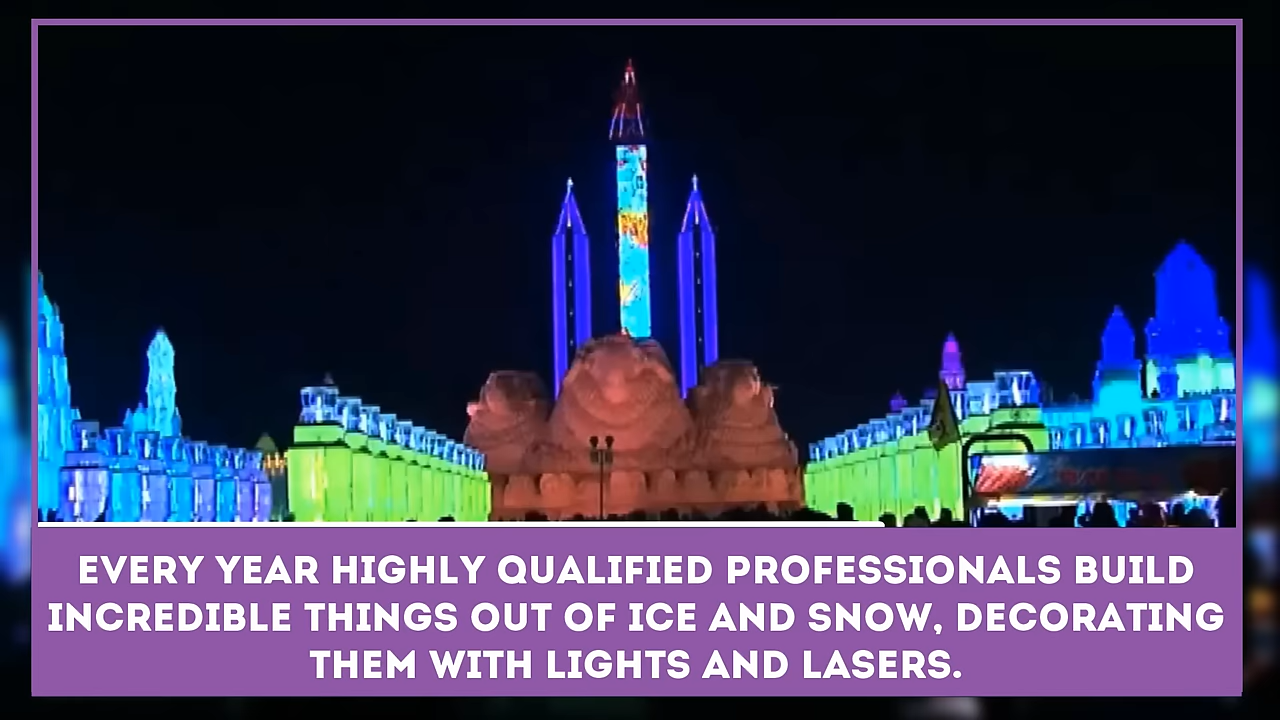 EVERY YEAR HIGHLY QUALIFIED PROFESSIONALS BUILD
INCREDIBLE THINGS OUT OF ICE AND SNOW, DECORATING
THEM WITH LIGHTS AND LASERS.